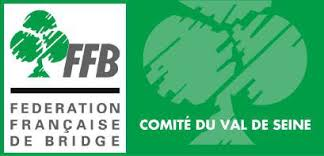 FFB
FEDERATION
FRANÇAISE
DE BRIDGE
COMITÉ DU VAL DE SEINE